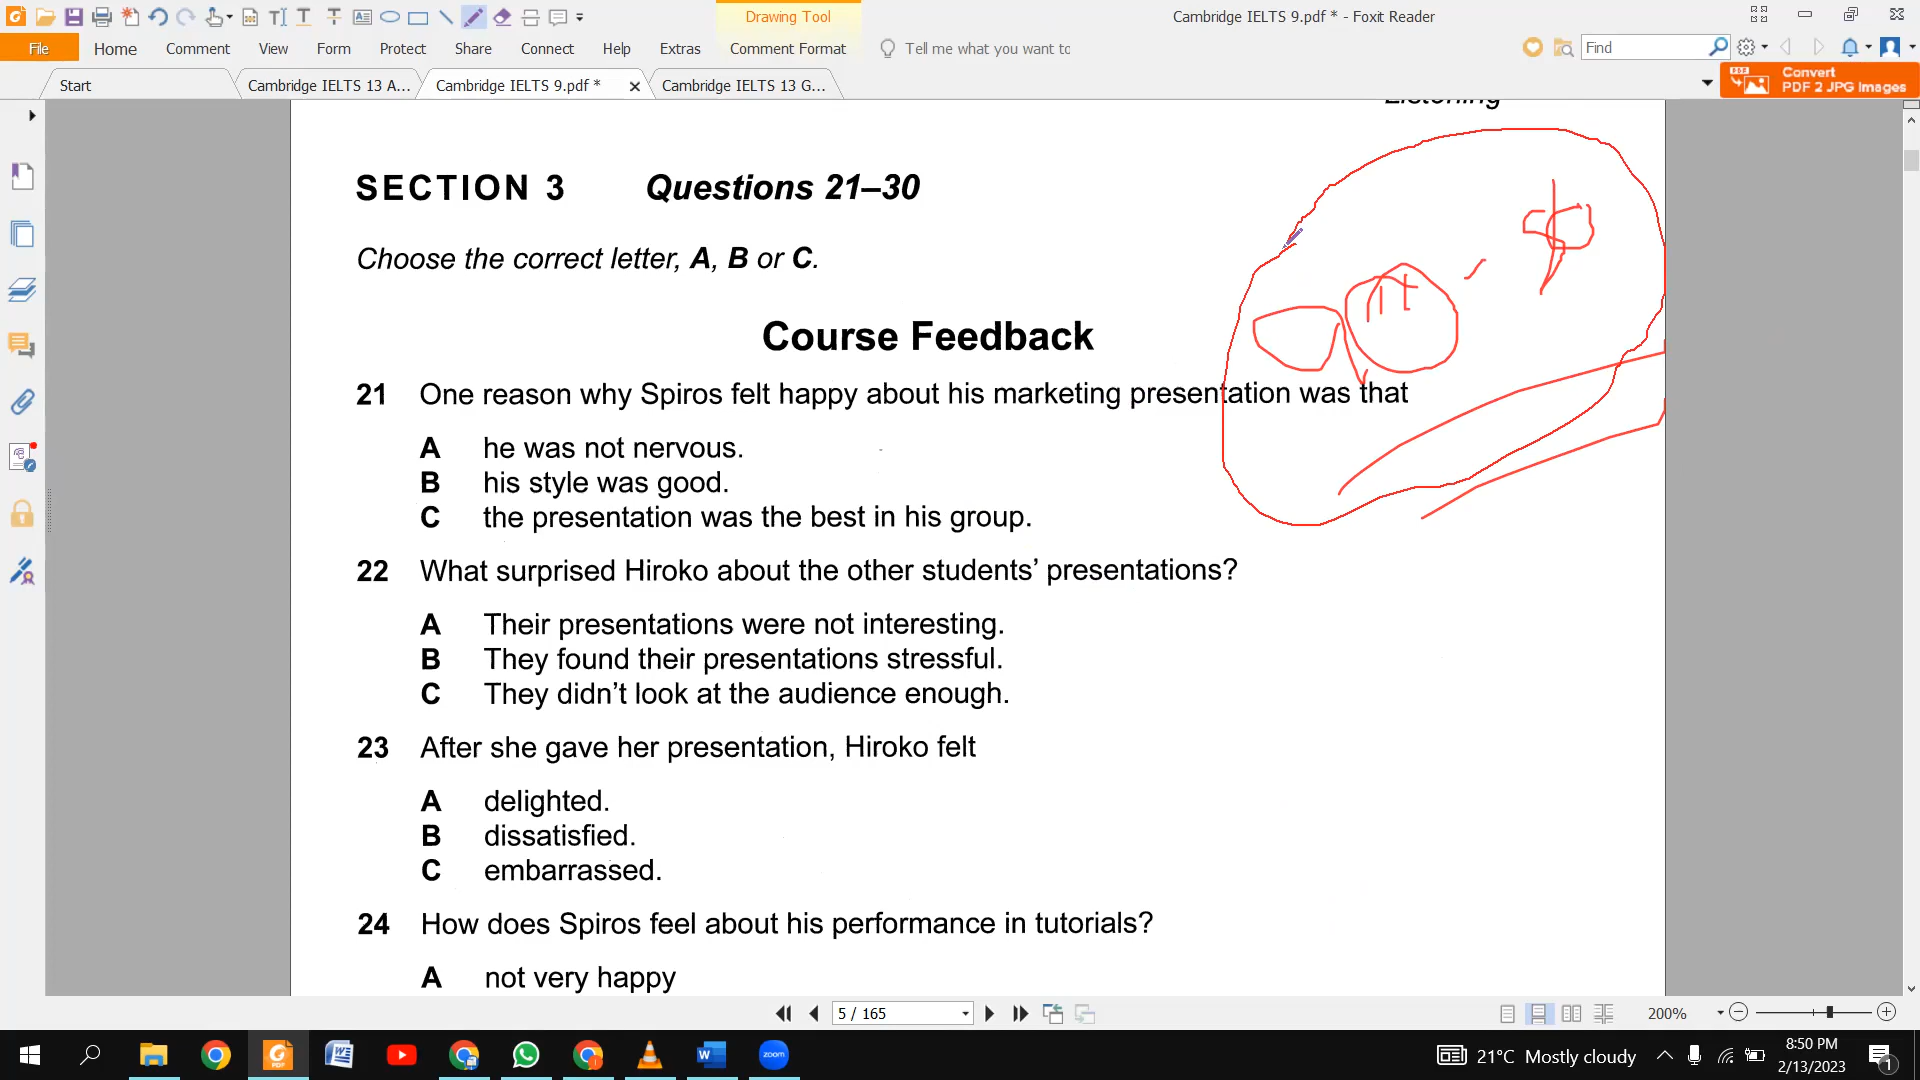 Drawing Tool
Cambridge IELTS 9.pdf * - Foxit Reader
File Home Comment View Form Protect Share Connect Help Extras Comment Format Tell me what you want to
Find
Start Cambridge IELTS 13 A... Cambridge IELTS 9.pdf * Cambridge IELTS 13 G...
Convert
PDF 2 JPG Images
Listening
SECTION 3 Questions 21–30
Choose the correct letter, A, B or C.
Course Feedback
21 One reason why Spiros felt happy about his marketing presentation was that
A he was not nervous.
B his style was good.
C the presentation was the best in his group.
22 What surprised Hiroko about the other students’ presentations?
A Their presentations were not interesting.
B They found their presentations stressful.
C They didn’t look at the audience enough.
23 After she gave her presentation, Hiroko felt
A delighted.
B dissatisfied.
C embarrassed.
24 How does Spiros feel about his performance in tutorials?
A not very happy
5 / 165
200%
21°C Mostly cloudy
8:50 PM
2/13/2023
1